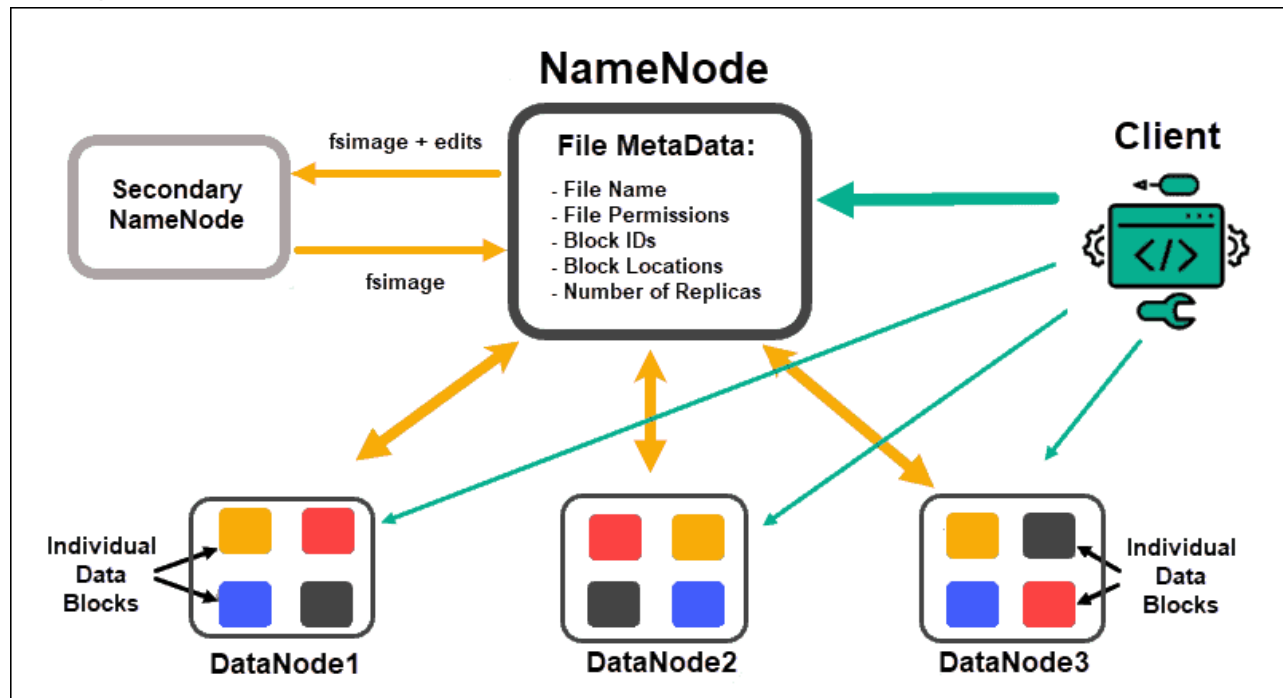 NameNode
fsimage + edits
Secondary
NameNode
fsimage
File MetaData:
- File Name
- File Permissions
- Block IDs
- Block Locations
- Number of Replicas
Client
</>
Individual
Data
Blocks
DataNode1
DataNode2
DataNode3
Individual
Data
Blocks